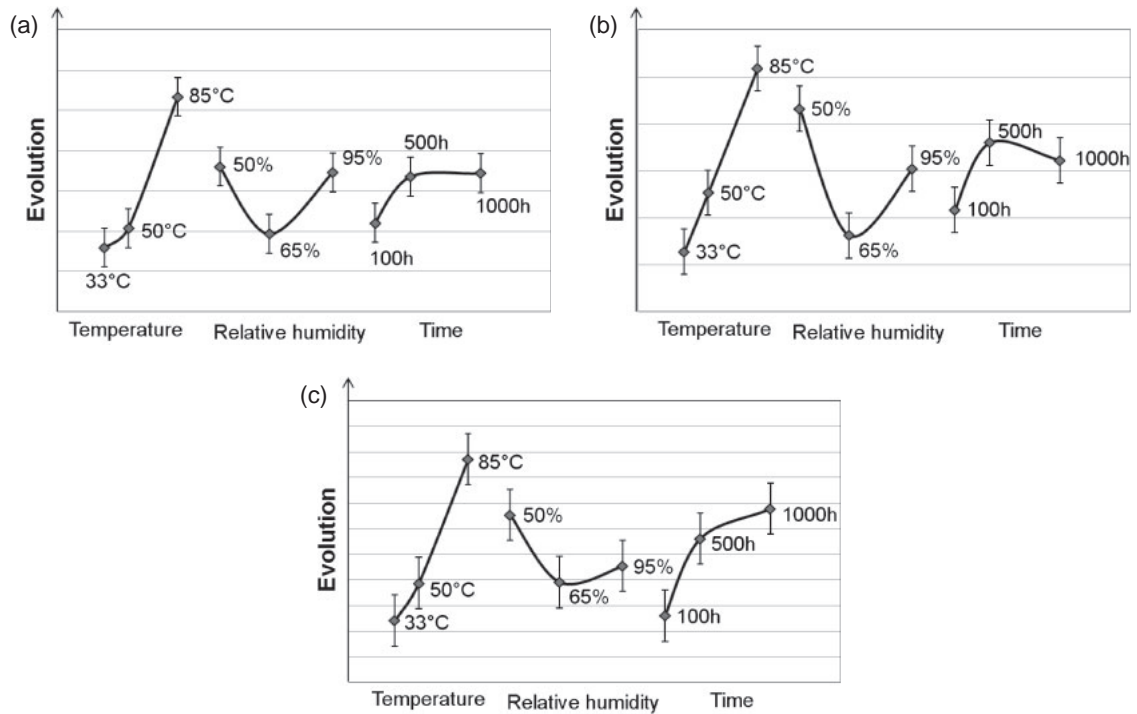 (a)
Evolution
85°C
50°C
33°C
50%
95%
65%
500h
1000h
100h
Temperature Relative humidity Time
(b)
Evolution
85°C
50°C
33°C
50%
95%
65%
500h
1000h
100h
Temperature Relative humidity Time
(c)
Evolution
85°C
50°C
33°C
50%
95%
65%
1000h
500h
100h
Temperature Relative humidity Time